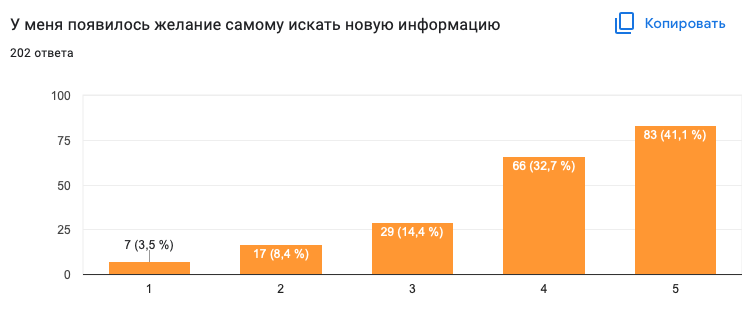 У меня появилось желание самому искать новую информацию
Копировать
202 ответа
100
75
50
25
0
7 (3,5 %)
17 (8,4 %)
29 (14,4 %)
66 (32,7 %)
83 (41,1 %)
1
2
3
4
5